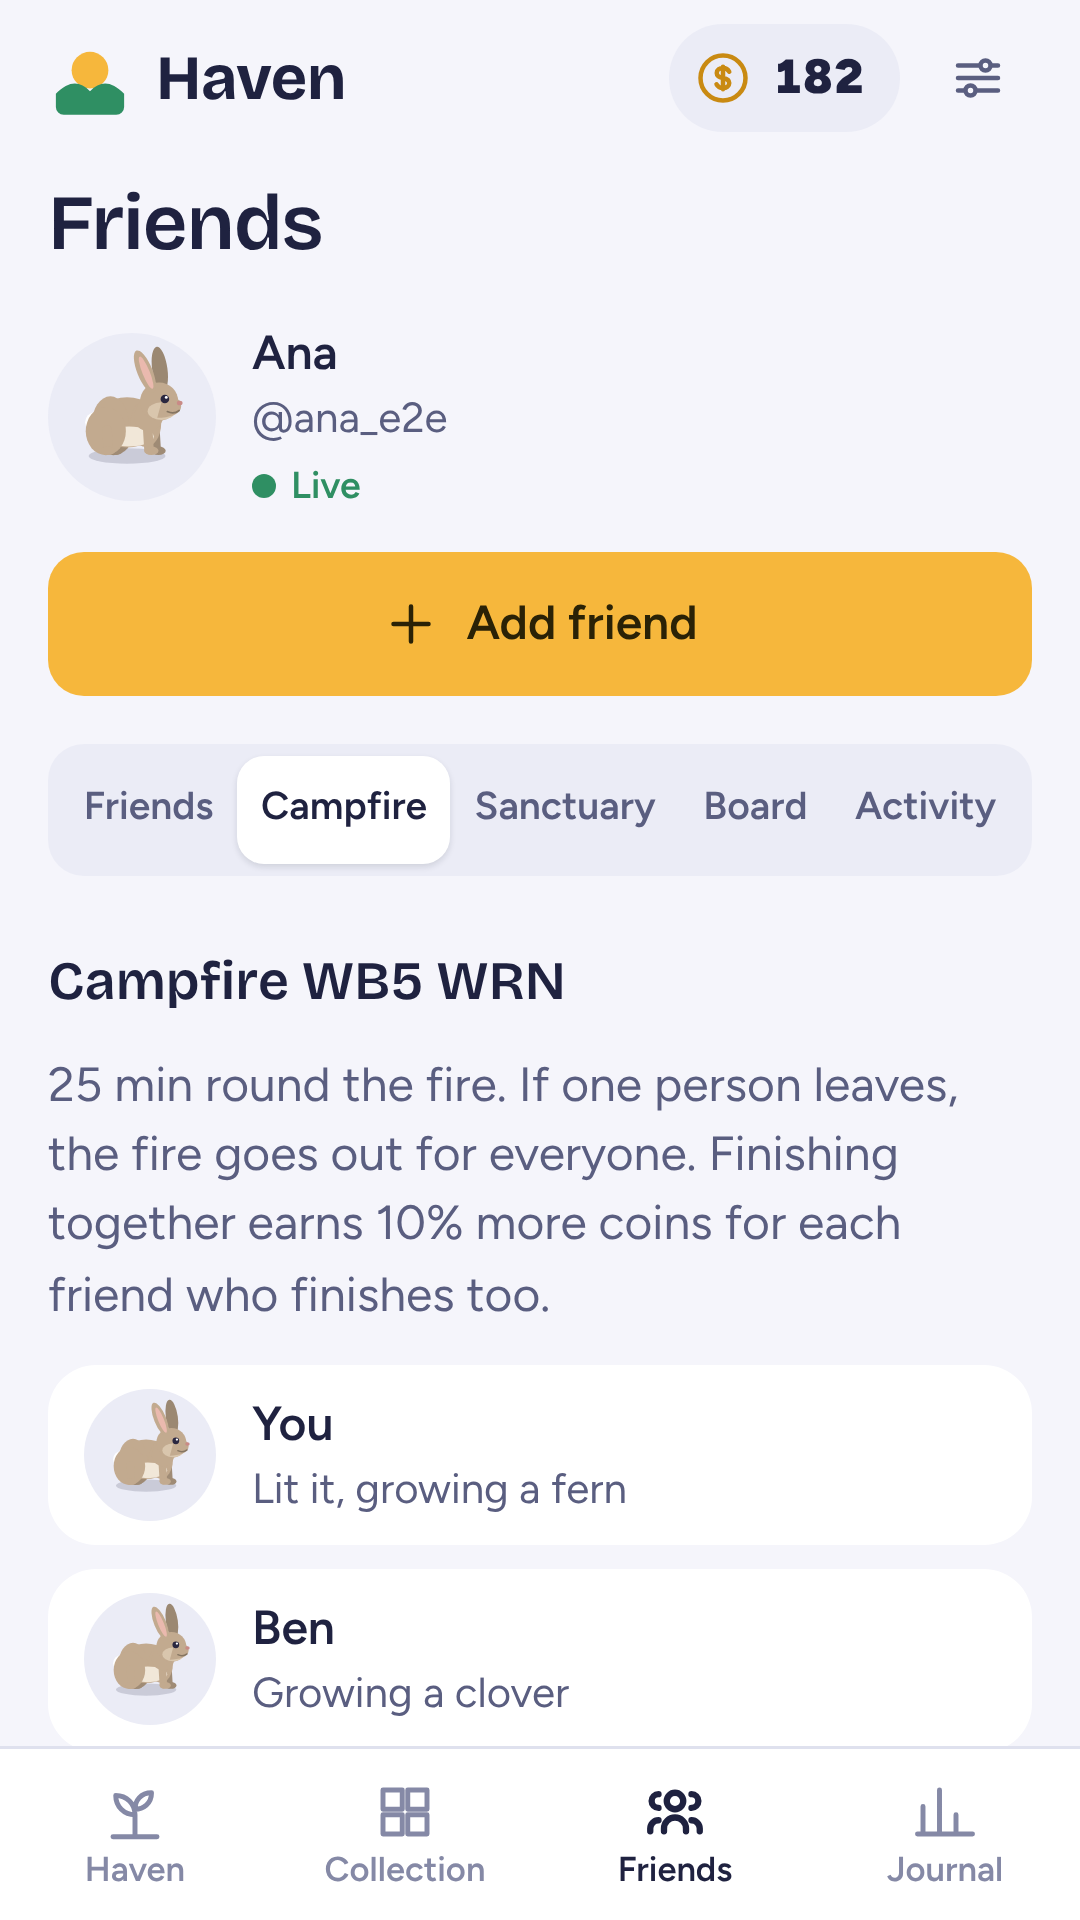 Haven
182
Friends
Ana
@ana_e2e
Live
Add friend
Friends Campfire Sanctuary Board Activity
Campfire WB5 WRN
25 min round the fire. If one person leaves,
the fire goes out for everyone. Finishing
together earns 10% more coins for each
friend who finishes too.
You
Lit it, growing a fern
Ben
Growing a clover
Haven Collection Friends Journal